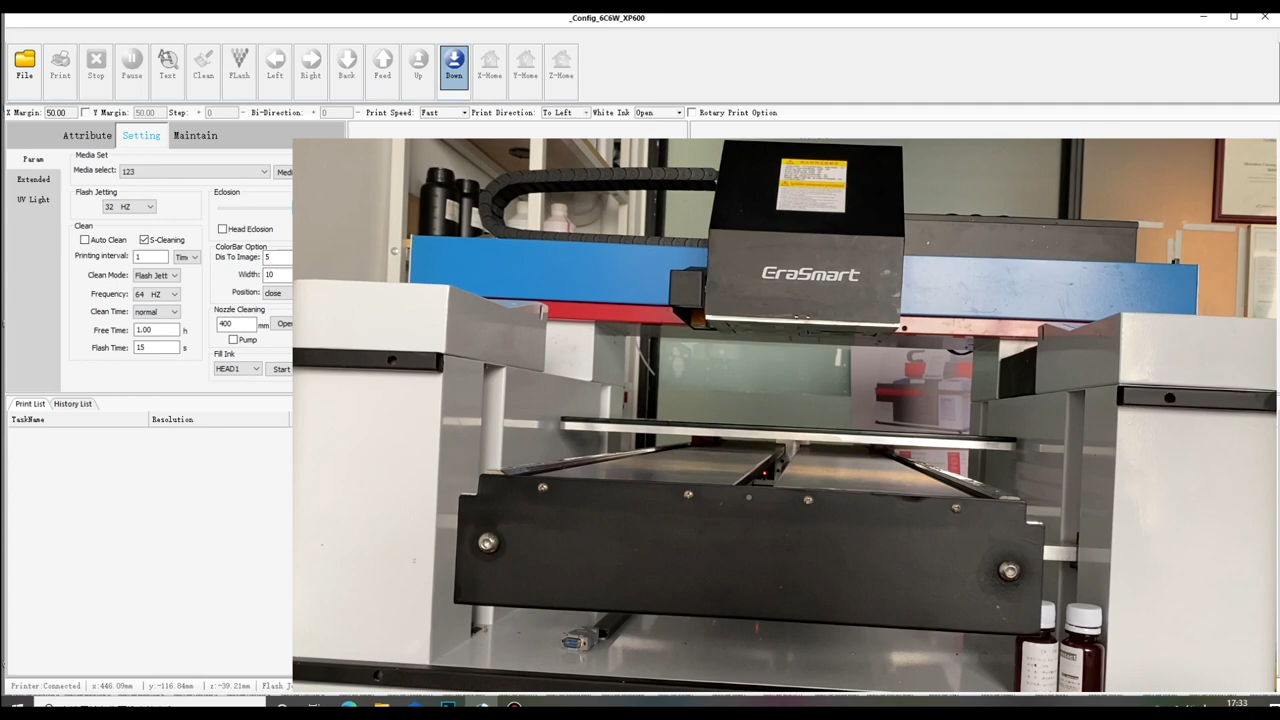 _Config_6C6W_XP600
File Print Stop Pause Text Clean FLash Left Right Back Feed Up Down X-Home Y-Home Z-Home
X Margin: 50.00 Y Margin: 50.00 Step: + 0 - Bi-Direction: + 0 - Print Speed: Fast Print Direction: To Left White Ink Open Rotary Print Option
Attribute Setting Maintain
Param
Extended
UV Light
Media Set
Media select: 123 Medi
Flash Jetting
32 HZ
Eclosion
Head Eclosion
Clean
Auto Clean S-Cleaning
Printing interval: 1
Clean Mode: Flash Jett
Frequency: 64 HZ
Clean Time: normal
Free Time: 1.00 h
Flash Time: 15 s
ColorBar Option
Dis To Image: 5
Width: 10
Position: close
Nozzle Cleaning
400 mm Ope
Pump
Fill Ink
HEAD1 Start
EraSmart
Print List History List
TaskName Resolution
Printer:Connected x:446.09mm y:-116.84mm z:-39.21mm Flash J
17:33